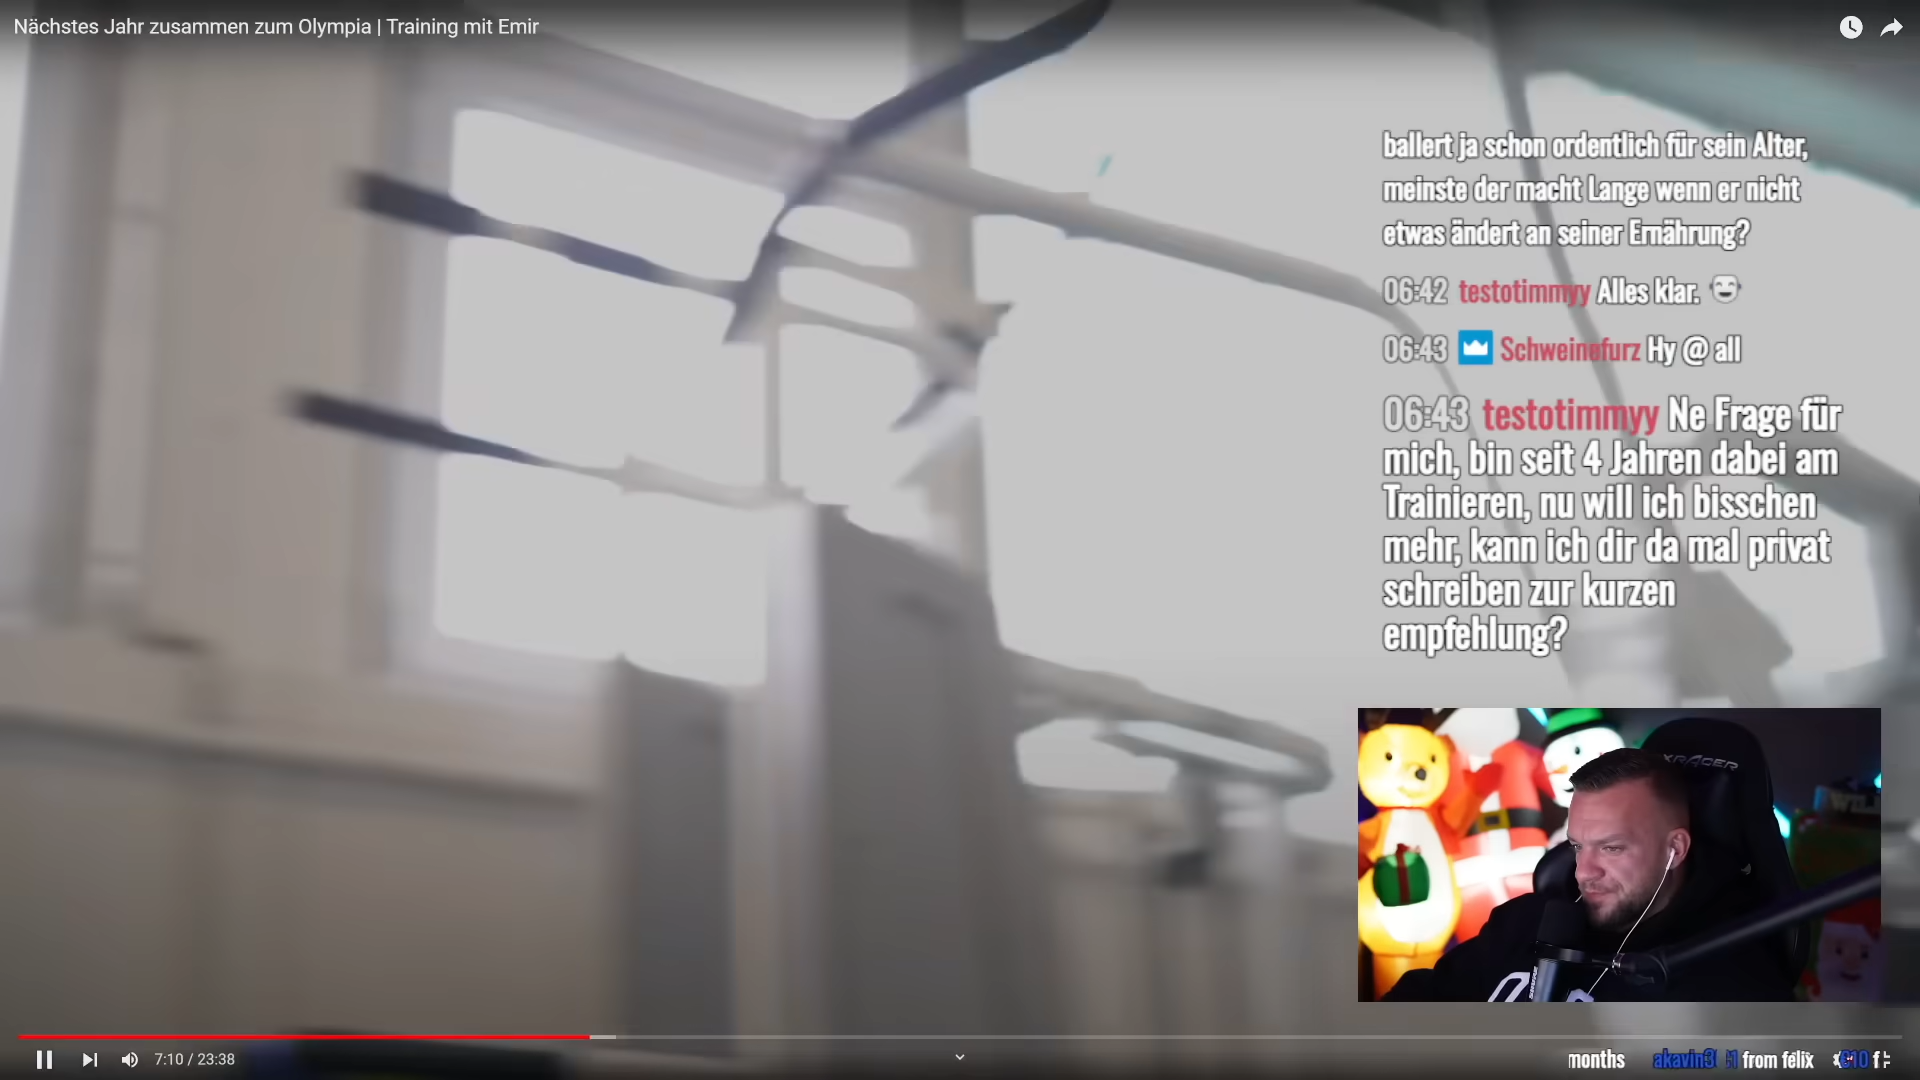 Nächstes Jahr zusammen zum Olympia | Training mit Emir
ballert ja schon ordentlich für sein Alter,
meinste der macht Lange wenn er nicht
etwas ändert an seiner Ernährung?
06:42 testotimmyy Alles klar.
06:43 Schweinefurz Hy @ all
06:43 testotimmyy Ne Frage für
mich, bin seit 4 Jahren dabei am
Trainieren, nu will ich bisschen
mehr, kann ich dir da mal privat
schreiben zur kurzen
empfehlung?
XRACER
7:10 / 23:38
months akavin3 from felix